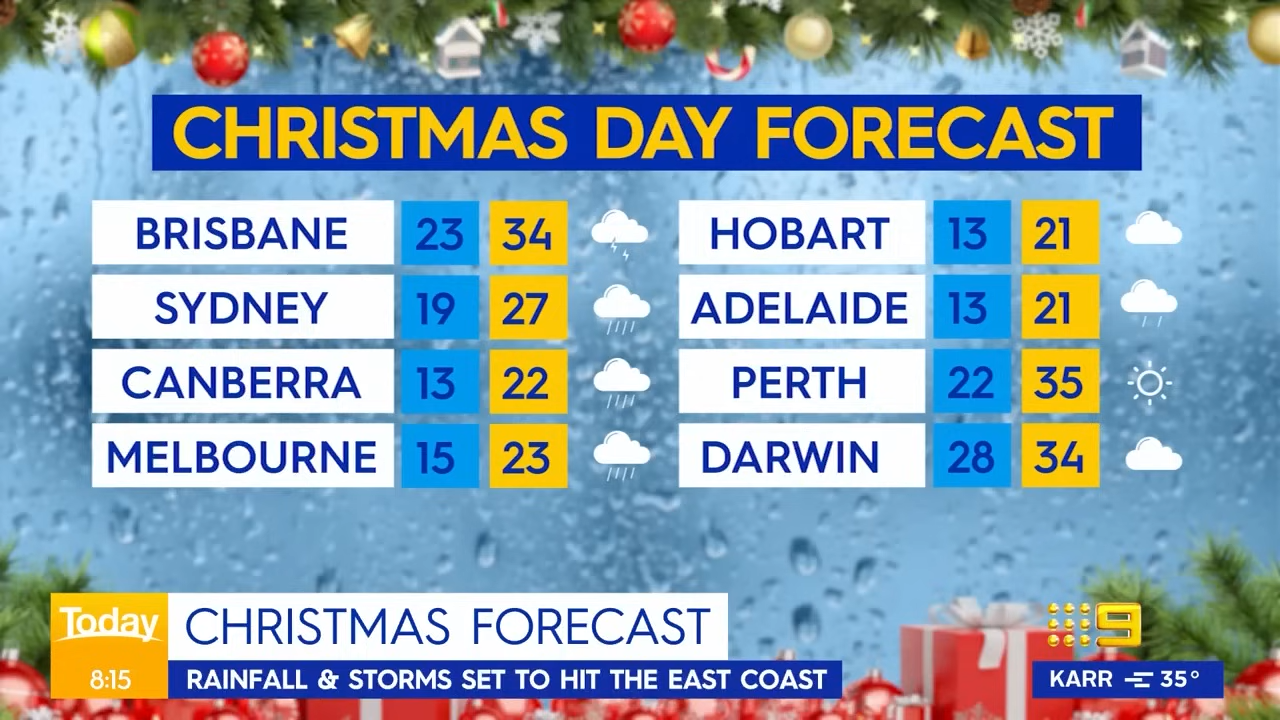 CHRISTMAS DAY FORECAST
BRISBANE 23 34
SYDNEY 19 27
CANBERRA 13 22
MELBOURNE 15 23
HOBART 13 21
ADELAIDE 13 21
PERTH 22 35
DARWIN 28 34
Today
8:15
CHRISTMAS FORECAST
RAINFALL & STORMS SET TO HIT THE EAST COAST
9
KARR 35°